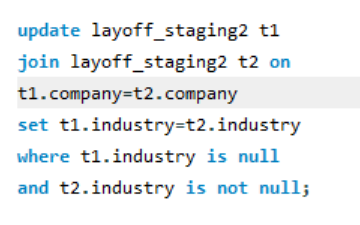 update layoff_staging2 t1
join layoff_staging2 t2 on
t1.company=t2.company
set t1.industry=t2.industry
where t1.industry is null
and t2.industry is not null;